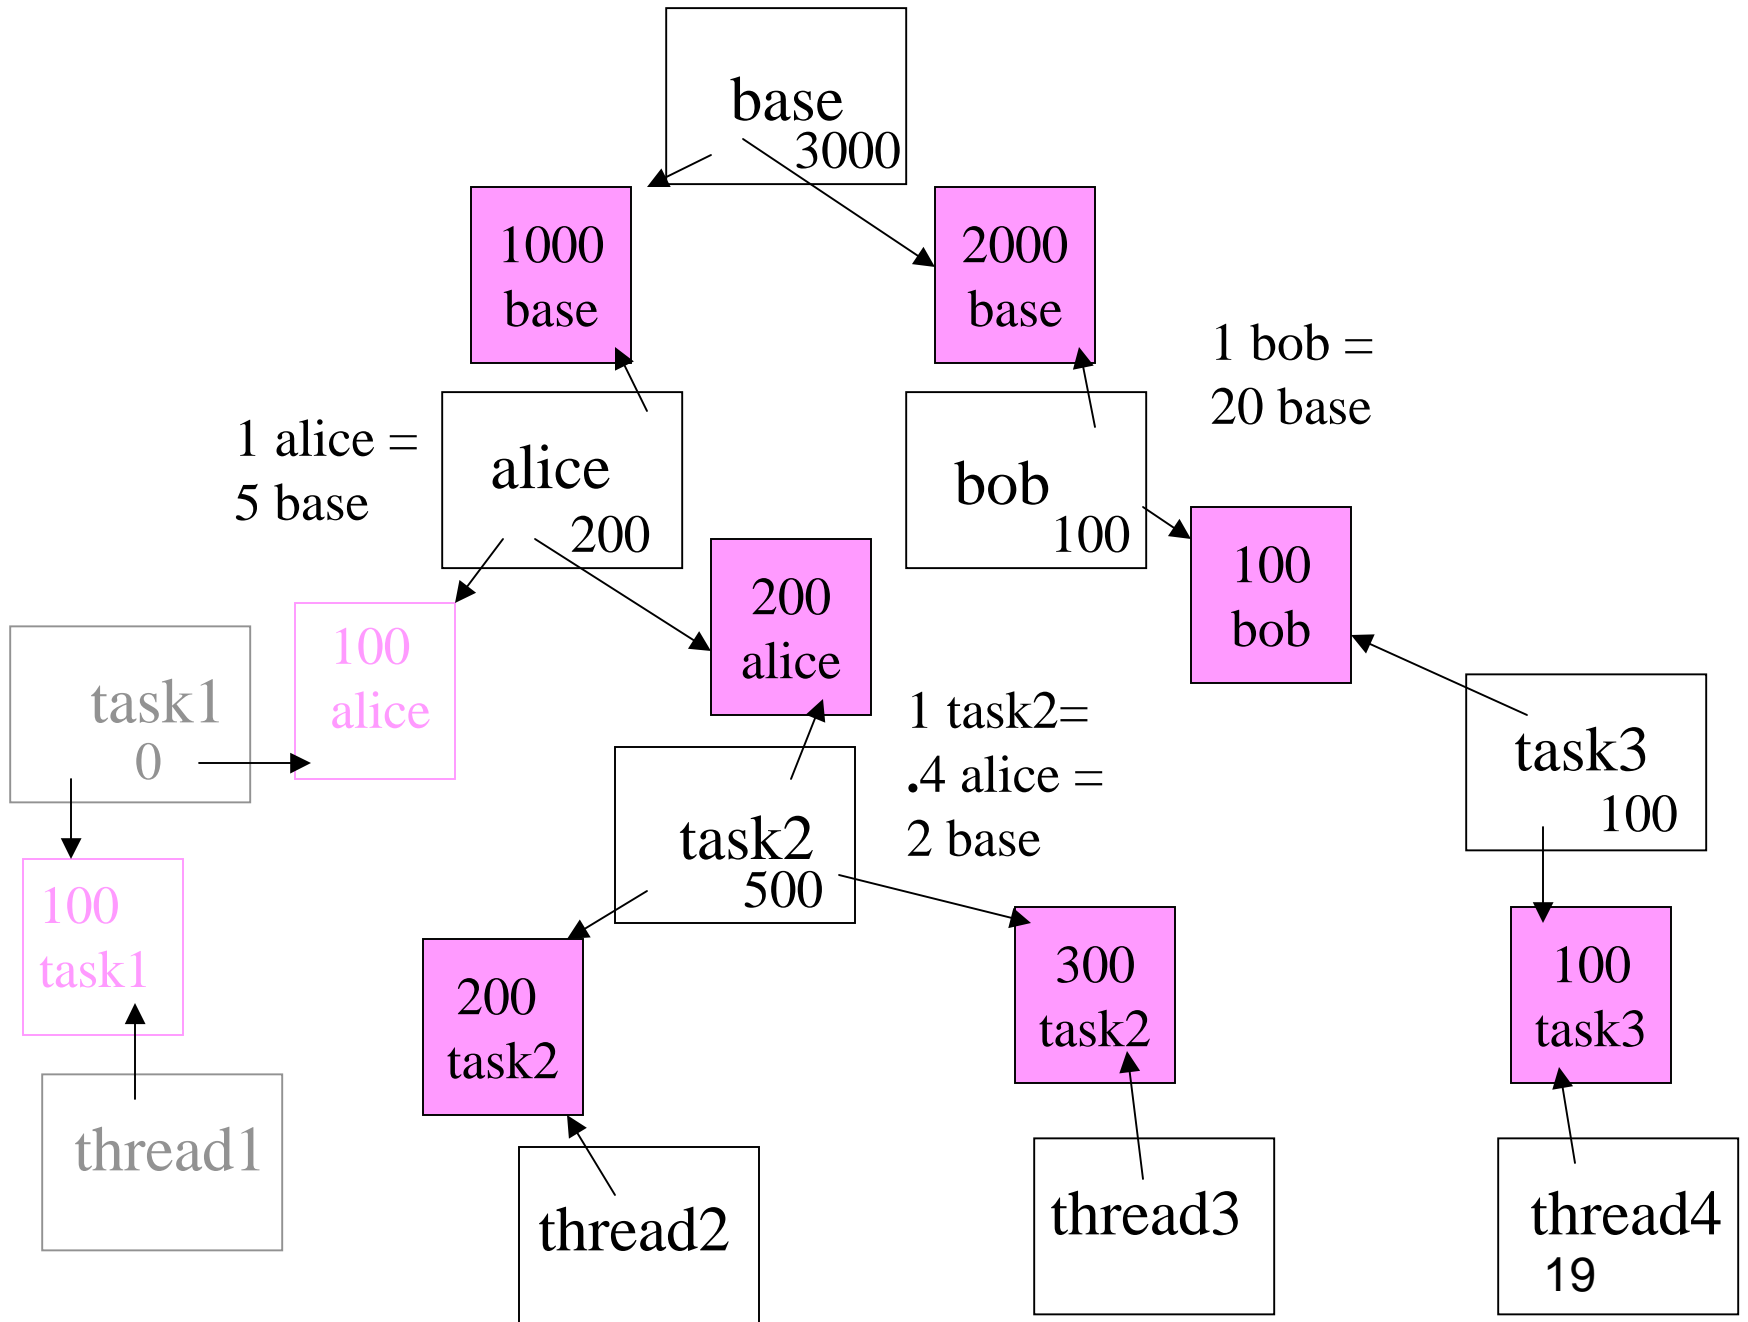 base
3000
1000
base
2000
base
1 bob =
20 base
1 alice =
5 base
alice
200
bob
100
100
bob
200
alice
100
alice
task1
0
1 task2=
.4 alice =
2 base
task3
100
task2
500
100
task1
200
task2
300
task2
100
task3
thread1
thread2
thread3
thread4
19